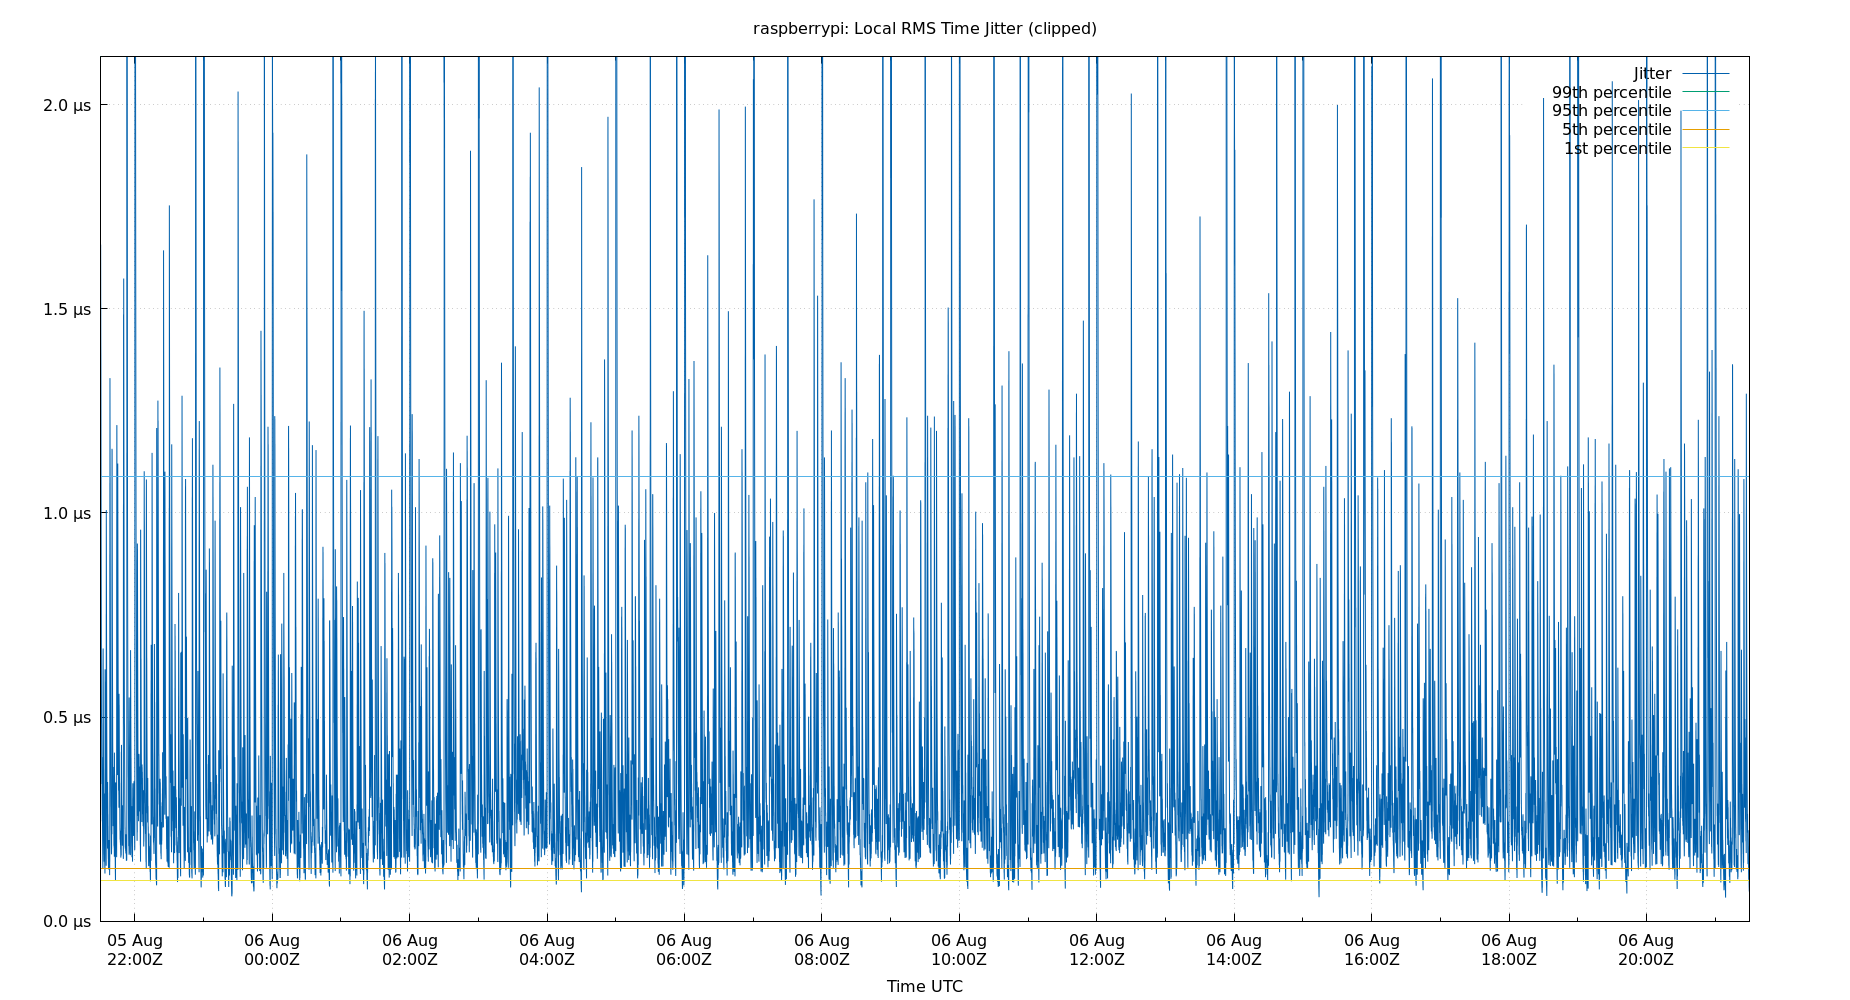 raspberrypi: Local RMS Time Jitter (clipped)
Jitter
99th percentile
95th percentile
5th percentile
1st percentile
2.0 μs
1.5 μs
1.0 μs
0.5 μs
0.0 μs
05 Aug 06 Aug 06 Aug 06 Aug 06 Aug 06 Aug 06 Aug 06 Aug 06 Aug 06 Aug 06 Aug 06 Aug
22:00Z 00:00Z 02:00Z 04:00Z 06:00Z 08:00Z 10:00Z 12:00Z 14:00Z 16:00Z 18:00Z 20:00Z
Time UTC